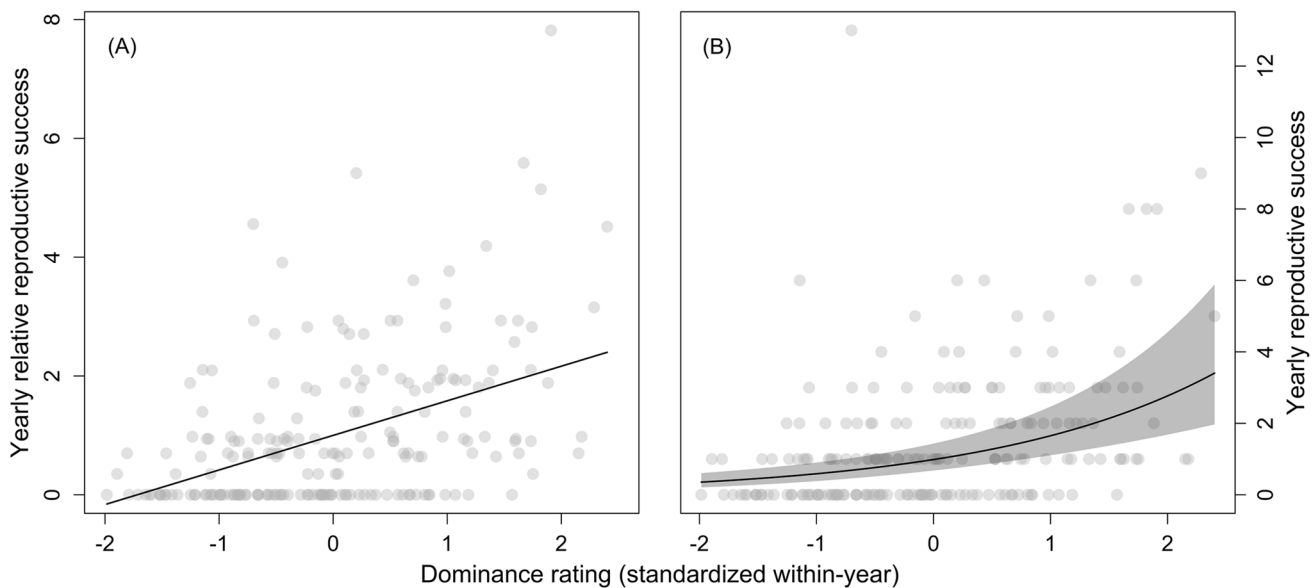 (A)
(B)
Yearly relative reproductive success
0 2 4 6 8
-2 -1 0 1 2
-2 -1 0 1 2
0 2 4 6 8 10 12
Yearly reproductive success
Dominance rating (standardized within-year)